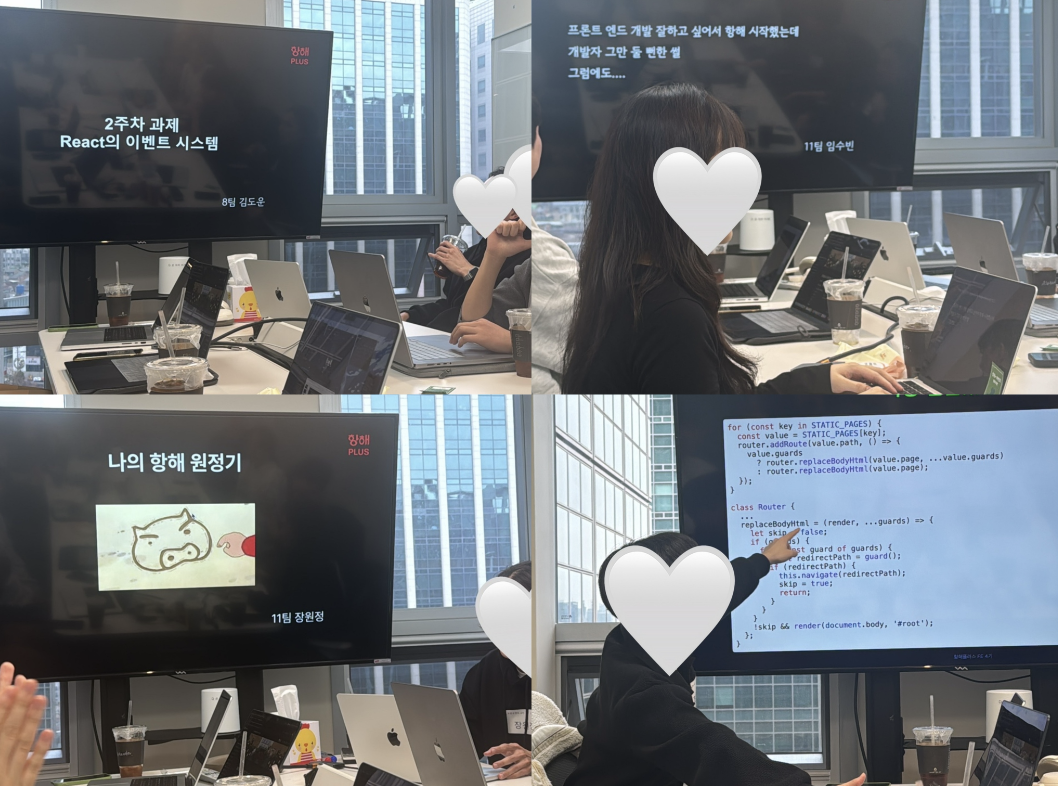 항해
PLUS
2주차 과제
React의 이벤트 시스템
8팀 김도운
프론트 엔드 개발 잘하고 싶어서 항해 시작했는데
개발자 그만 둘 뻔한 썰
그럼에도....
11팀 임수빈
항해
PLUS
나의 항해 원정기
11팀 장원정
for (const key in STATIC_PAGES) {
const value = STATIC_PAGES[key];
router.addRoute(value.path, () => {
value.guards
? router.replaceBodyHtml(value.page, ...value.guards)
: router.replaceBodyHtml(value.page);
});
}
class Router {
...
replaceBodyHtml = (render, ...guards) => {
let skip false;
if {
guard of guards) {
redirectPath = guard();
if (redirectPath) {
this.navigate(redirectPath);
skip = true;
return;
}
}
}
!skip && render(document.body, '#root');
};
}